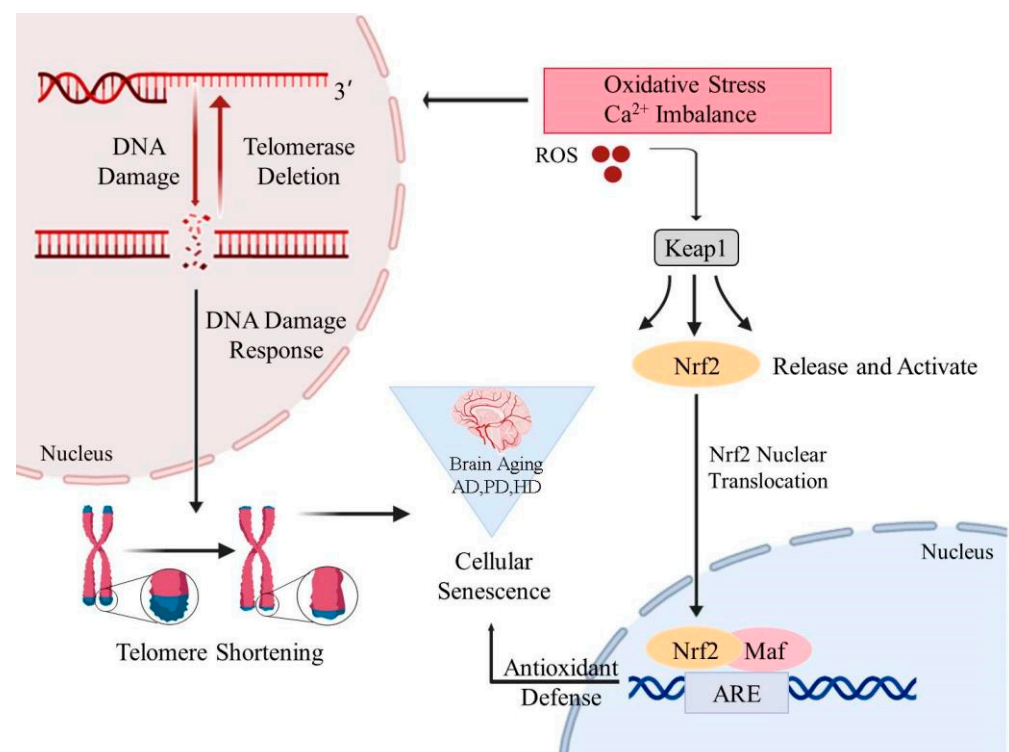 Oxidative Stress
Ca²⁺ Imbalance
3′
ROS
DNA
Damage
Telomerase
Deletion
Keap1
DNA Damage
Response
Nrf2
Release and Activate
Nucleus
Brain Aging
AD,PD,HD
Nrf2 Nuclear
Translocation
Cellular
Senescence
Nucleus
Telomere Shortening
Nrf2
Maf
Antioxidant
Defense
ARE